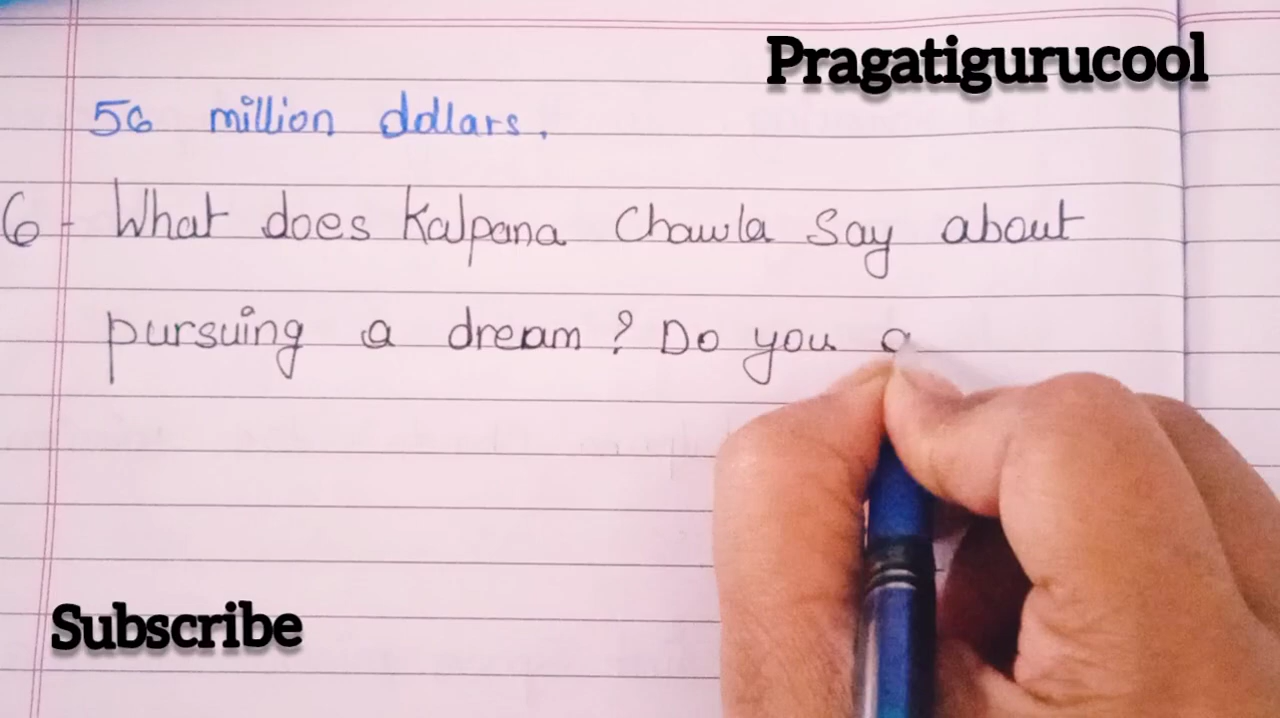 Pragatigurucool
56 million dollars.
6- What does Kalpana Chawla Say about
pursuing a dream? Do you a
Subscribe